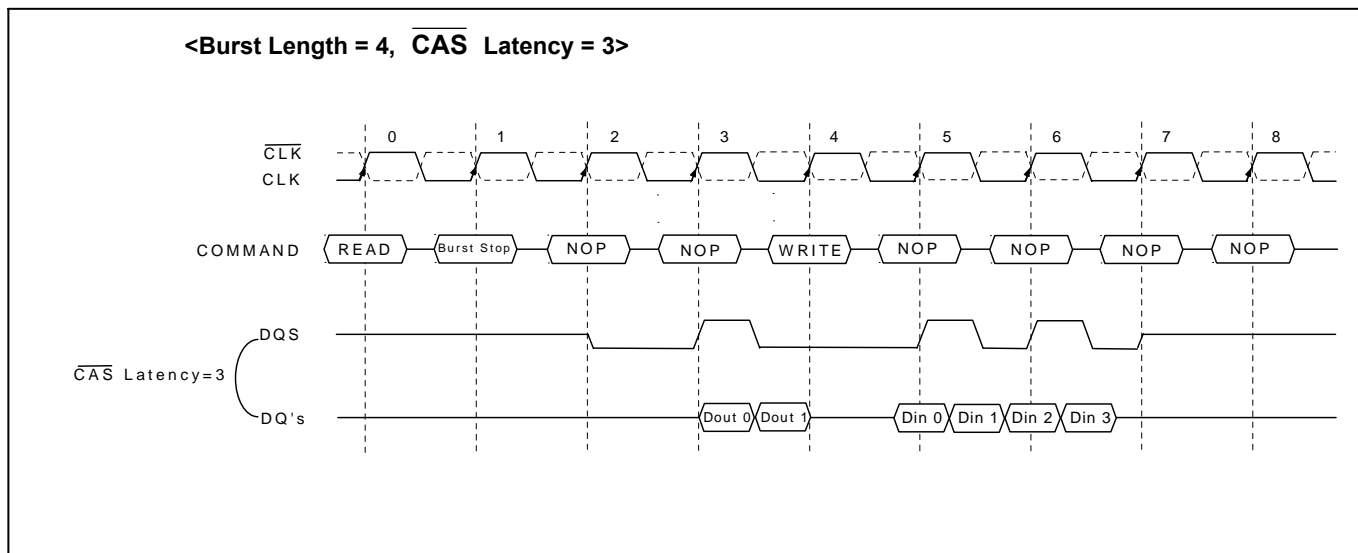 <Burst Length = 4, CAS Latency = 3>
0 1 2 3 4 5 6 7 8
CLK
CLK
COMMAND READ Burst Stop NOP NOP WRITE NOP NOP NOP NOP
DQS
CAS Latency=3
DQ's Dout 0 Dout 1 Din 0 Din 1 Din 2 Din 3